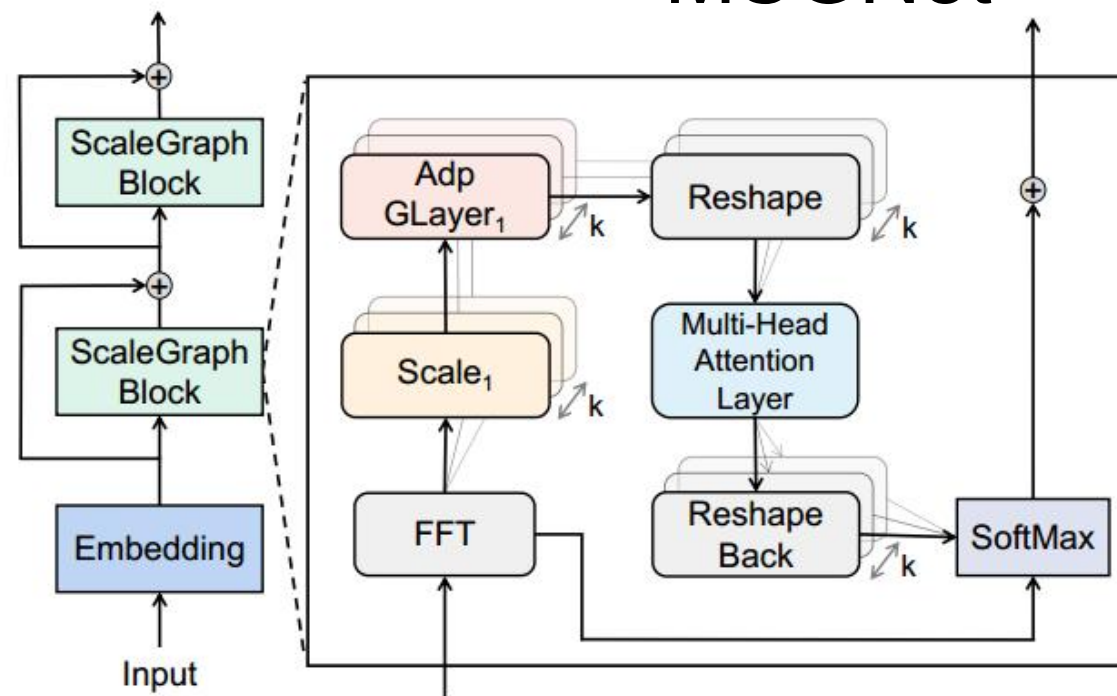 ScaleGraph
Block
ScaleGraph
Block
Embedding
Input
Adp
GLayer₁
k
Reshape
k
Scale₁
k
Multi-Head
Attention
Layer
FFT
Reshape
Back
k
SoftMax